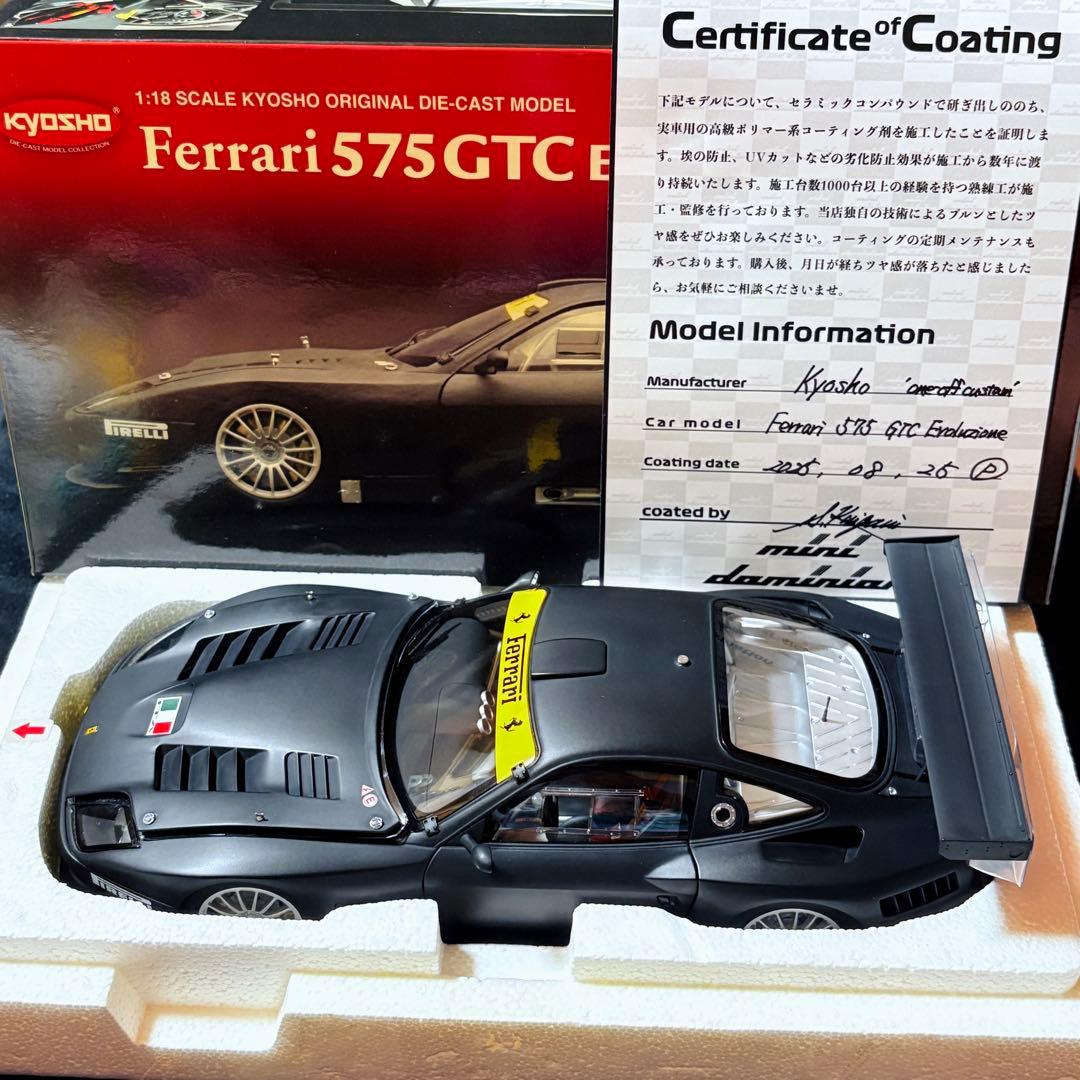 Certificate of Coating
下記モデルについて、セラミックコンパウンドで研ぎ出しののち、
実車用の高級ポリマー系コーティング剤を施工したことを証明しま
す。埃の防止、UVカットなどの劣化防止効果が施工から数年に渡
り持続いたします。施工台数1000台以上の経験を持つ熟練工が施
工・監修を行っております。当店独自の技術によるプルンとしたツ
ヤ感をぜひお楽しみください。コーティングの定期メンテナンスも
承っております。購入後、月日が経ちツヤ感が落ちたと感じました
ら、お気軽にご相談くださいませ。
Model Information
Manufacturer Kyosho 'one off custom'
Car model Ferrari 575 GTC Evoluzione
Coating date 2025, 08, 25 Ⓟ
coated by
mini
daminian
1:18 SCALE KYOSHO ORIGINAL DIE-CAST MODEL
KYOSHO®
DIE-CAST MODEL COLLECTION
Ferrari 575 GTC E
PIRELLI
Ferrari
E
PIRELLI